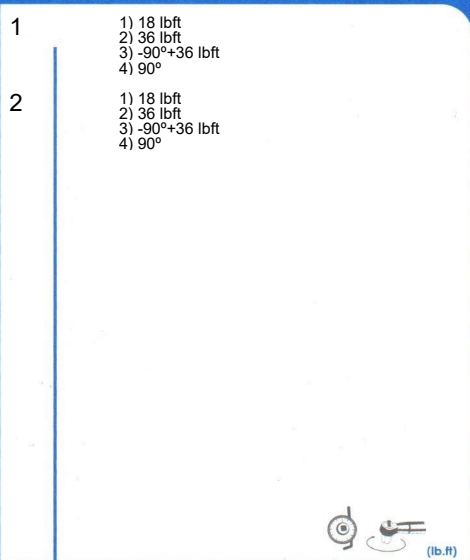 1
1) 18 lbft
2) 36 lbft
3) -90º+36 lbft
4) 90º
2
1) 18 lbft
2) 36 lbft
3) -90º+36 lbft
4) 90º
(lb.ft)